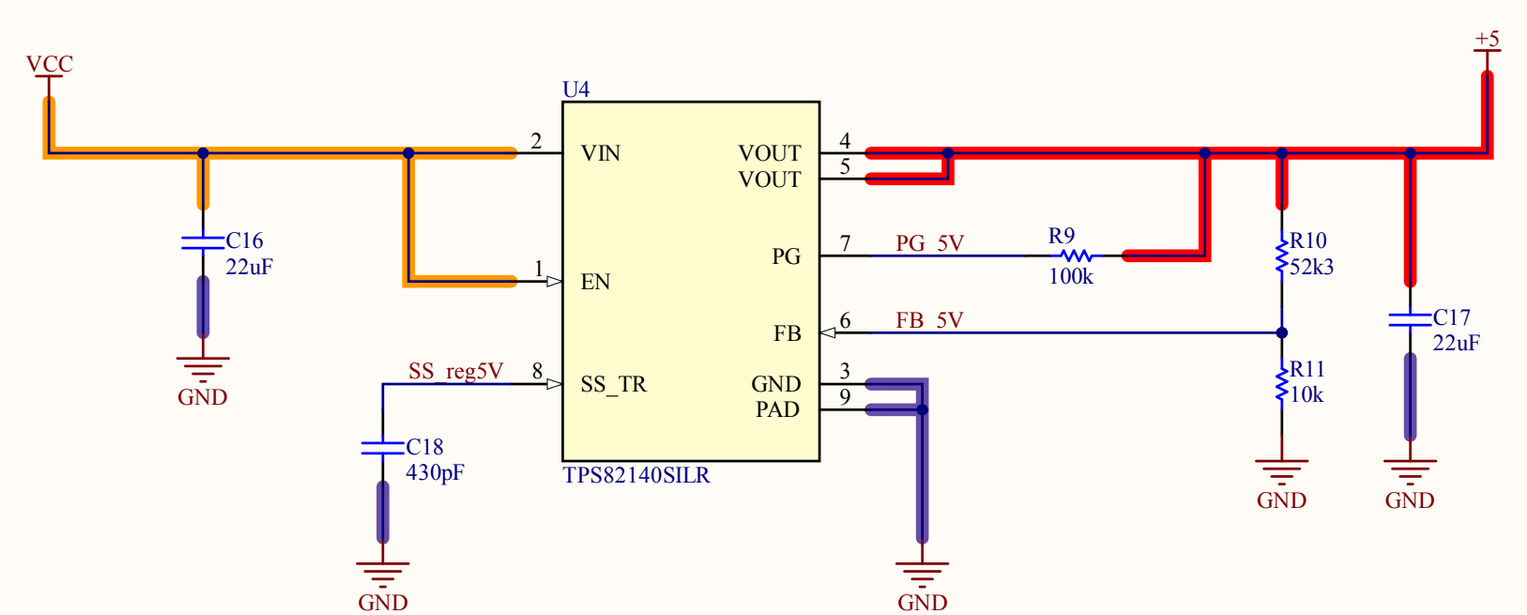 +5
VCC
U4
2
VIN
VOUT
4
VOUT
5
C16
22uF
1
EN
PG
7
PG_5V
R9
100k
R10
52k3
FB
6
FB_5V
C17
22uF
GND
SS_reg5V
8
SS_TR
GND
3
PAD
9
R11
10k
C18
430pF
TPS82140SILR
GND
GND
GND
GND